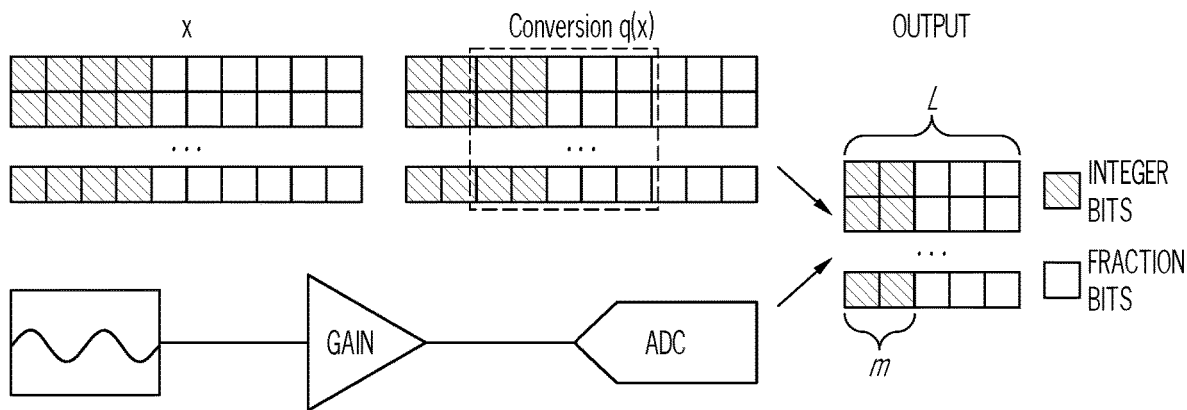 x
Conversion q(x)
OUTPUT
...
...
L
INTEGER
BITS
...
FRACTION
BITS
m
GAIN
ADC